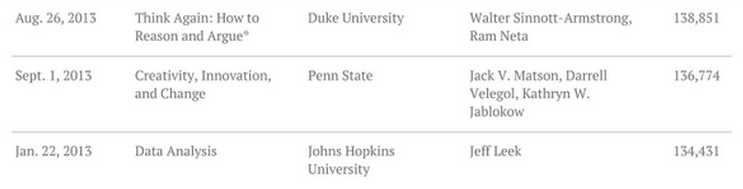 Aug. 26, 2013 Think Again: How to Duke University Walter Sinnott-Armstrong, 138,851
Reason and Argue* Ram Neta
Sept. 1, 2013 Creativity, Innovation, Penn State Jack V. Matson, Darrell 136,774
and Change Velegol, Kathryn W.
Jablokow
Jan. 22, 2013 Data Analysis Johns Hopkins Jeff Leek 134,431
University